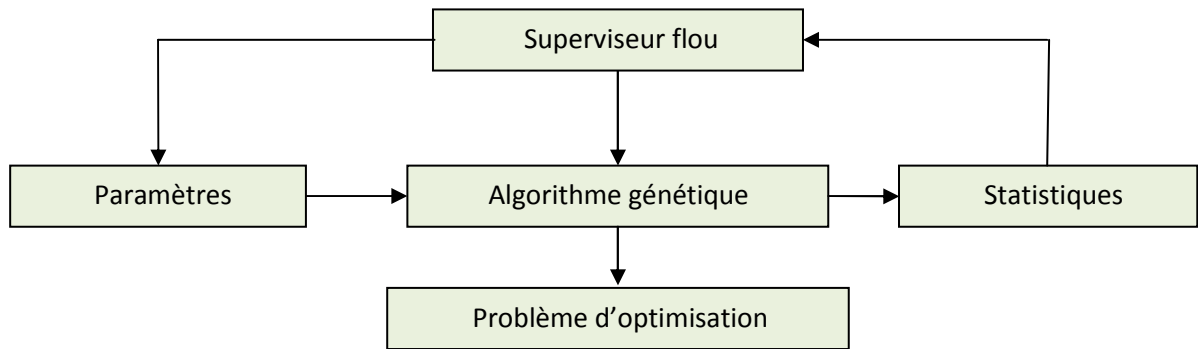 Superviseur flou
Paramètres
Algorithme génétique
Statistiques
Problème d’optimisation